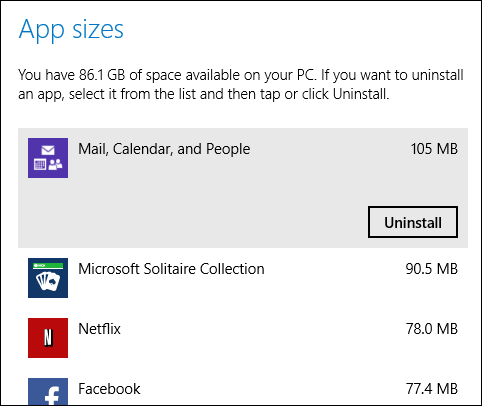 App sizes
You have 86.1 GB of space available on your PC. If you want to uninstall
an app, select it from the list and then tap or click Uninstall.
Mail, Calendar, and People 105 MB
Uninstall
Microsoft Solitaire Collection 90.5 MB
N Netflix 78.0 MB
f Facebook 77.4 MB